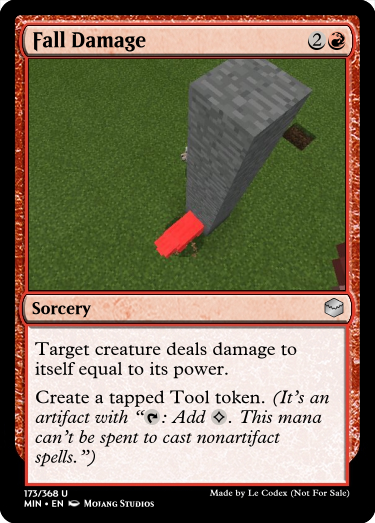 Fall Damage 2
Sorcery
Target creature deals damage to
itself equal to its power.
Create a tapped Tool token. (It's an
artifact with “: Add . This mana
can't be spent to cast nonartifact
spells.”)
173/368 U Made by Le Codex (Not For Sale)
MIN • EN Mojang Studios